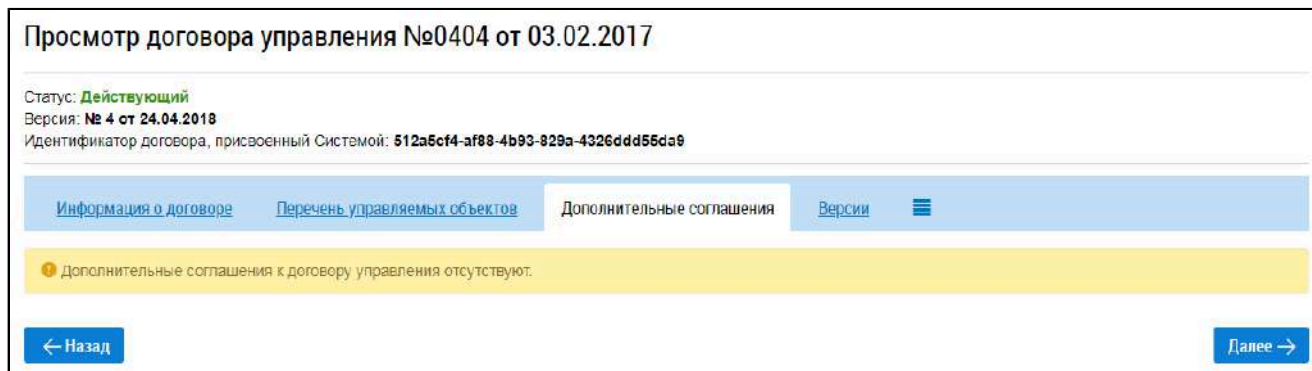 Просмотр договора управления №0404 от 03.02.2017
Статус: Действующий
Версия: № 4 от 24.04.2018
Идентификатор договора, присвоенный Системой: 512a5cf4-af88-4b93-829a-4326ddd55da9
Информация о договоре Перечень управляемых объектов Дополнительные соглашения Версии
Дополнительные соглашения к договору управления отсутствуют.
← Назад Далее →